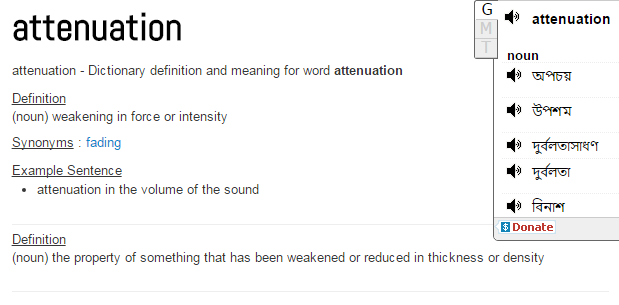 attenuation
attenuation - Dictionary definition and meaning for word attenuation
Definition
(noun) weakening in force or intensity
Synonyms : fading
Example Sentence
• attenuation in the volume of the sound
Definition
(noun) the property of something that has been weakened or reduced in thickness or density
G
M
T
attenuation
noun
অপচয়
উপশম
দুর্বলতাসাধণ
দুর্বলতা
বিনাশ
$ Donate